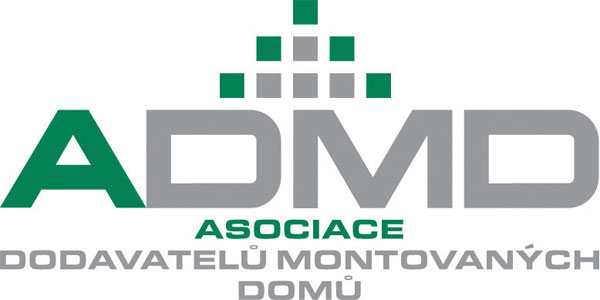 ADMD
ASOCIACE
DODAVATELŮ MONTOVANÝCH
DOMŮ